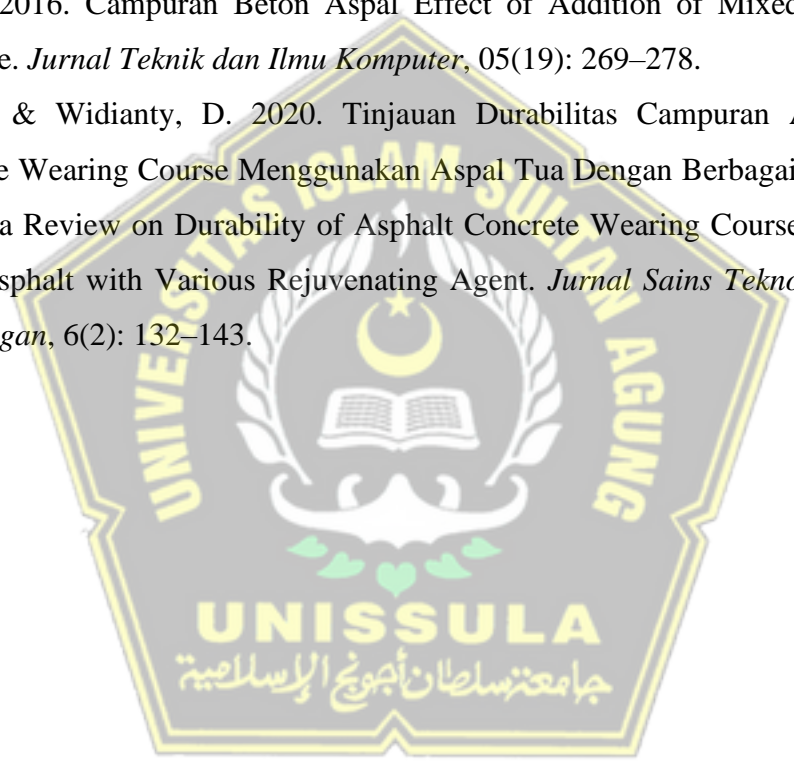 2016. Campuran Beton Aspal Effect of Addition of Mixed
e. Jurnal Teknik dan Ilmu Komputer, 05(19): 269–278.
& Widianty, D. 2020. Tinjauan Durabilitas Campuran A
e Wearing Course Menggunakan Aspal Tua Dengan Berbagai
a Review on Durability of Asphalt Concrete Wearing Course
sphalt with Various Rejuvenating Agent. Jurnal Sains Tekno
gan, 6(2): 132–143.
UNIVERSITAS ISLAM SULTAN AGUNG
UNISSULA
جامعتنسلطان أجونج الإسلامية